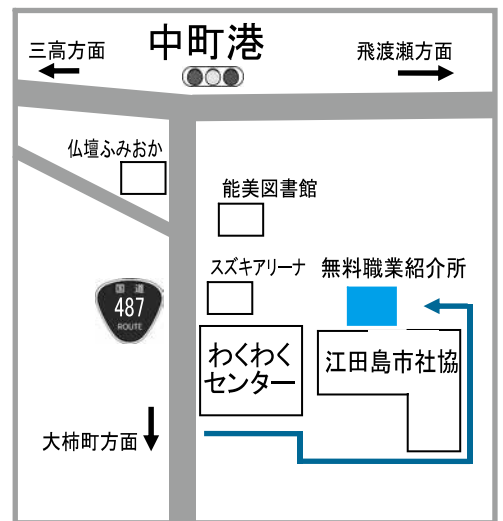 中町港
三高方面
飛渡瀬方面
仏壇ふみおか
能美図書館
スズキアリーナ
無料職業紹介所
国道
487
ROUTE
わくわく
センター
江田島市社協
大柿町方面